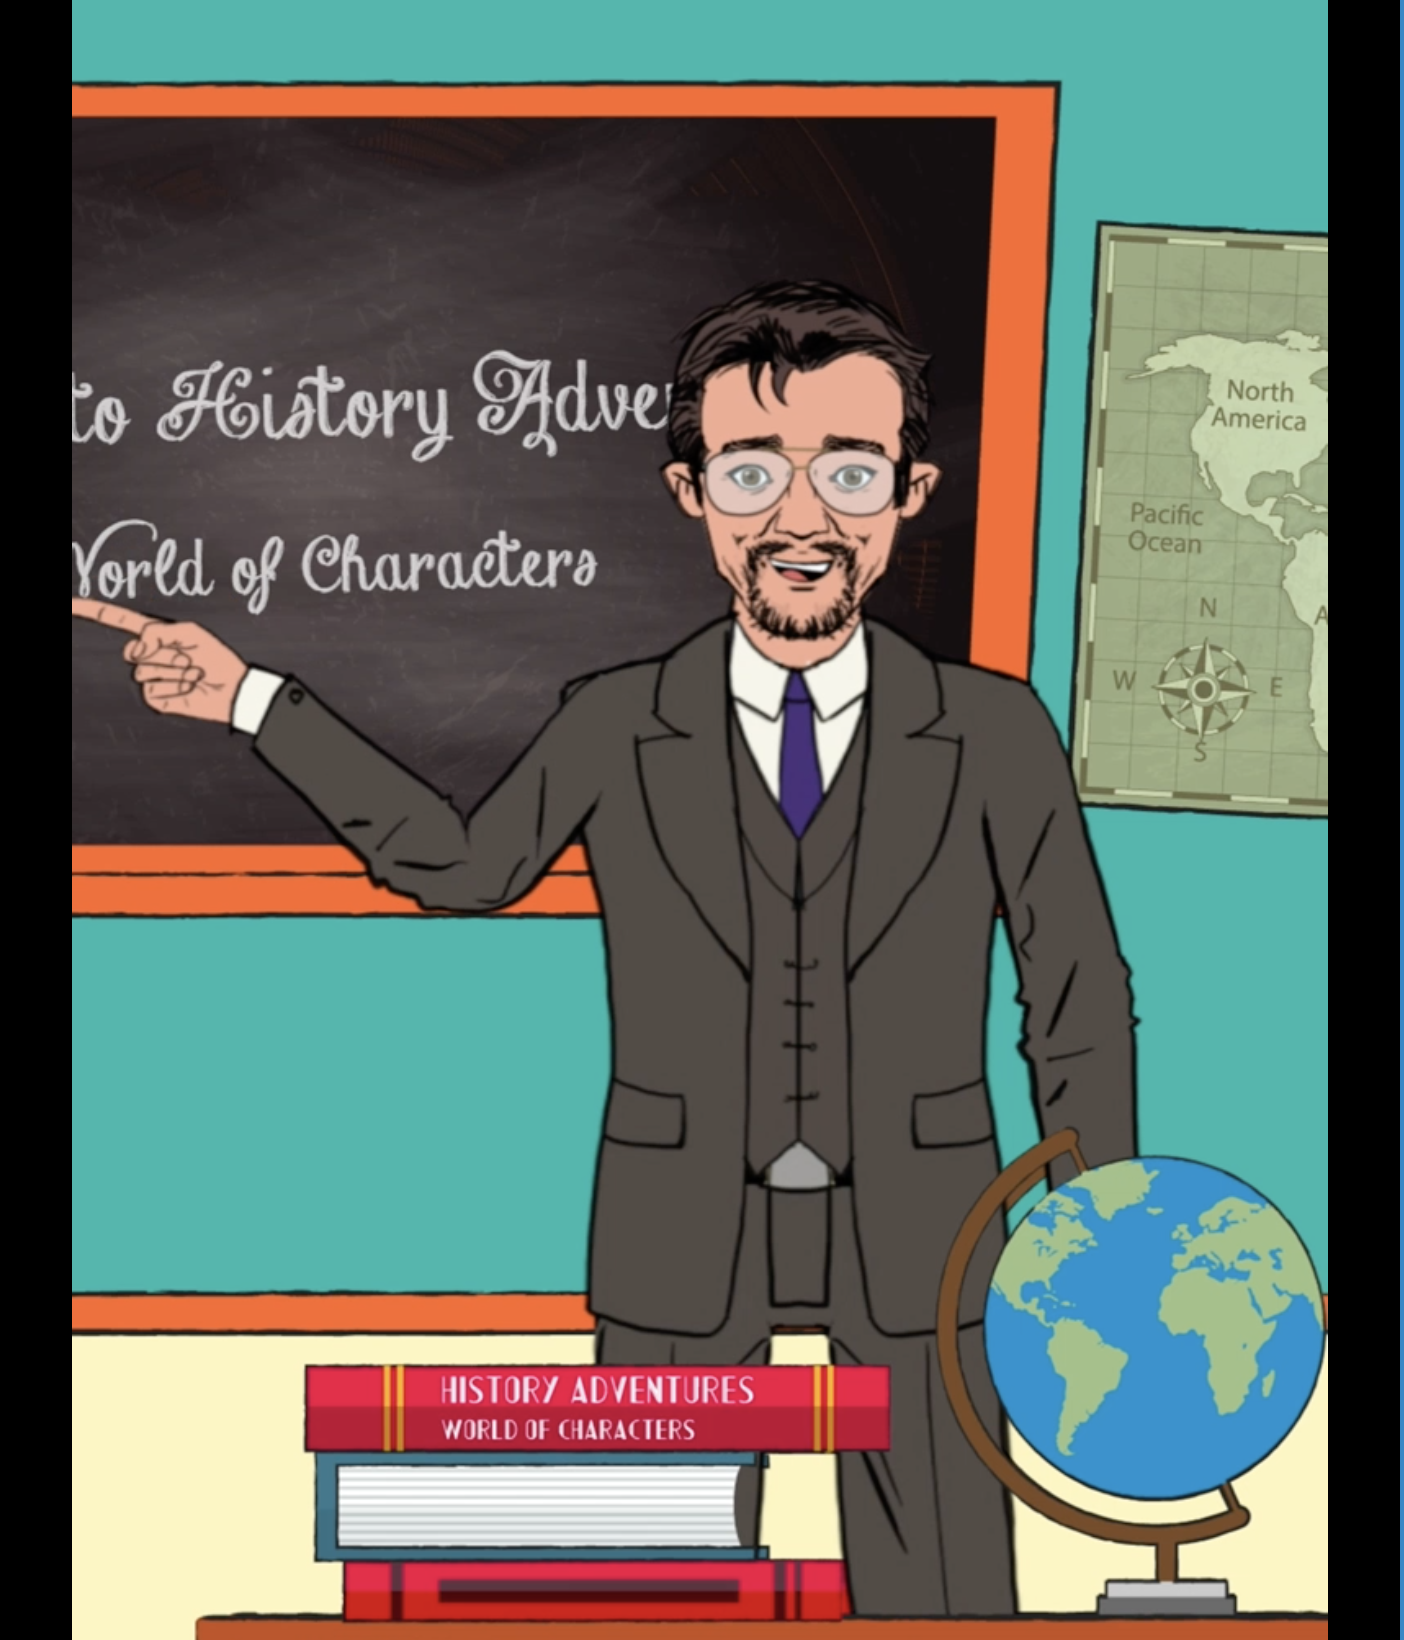 to History Adve
World of Characters
North
America
Pacific
Ocean
N
A
W
E
S
HISTORY ADVENTURES
WORLD OF CHARACTERS